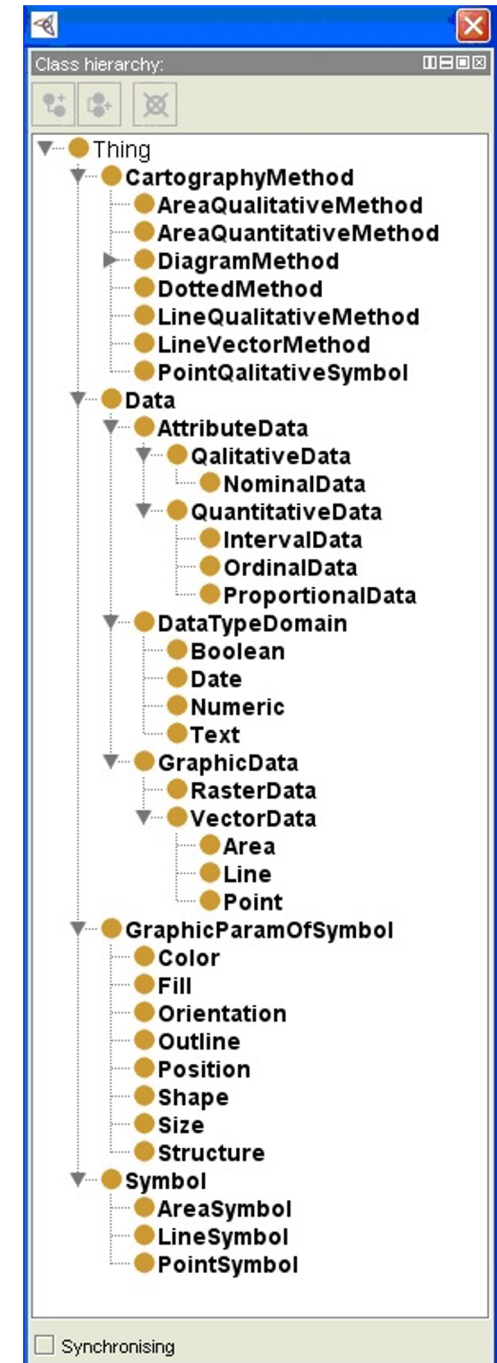 Class hierarchy:
Thing
CartographyMethod
AreaQualitativeMethod
AreaQuantitativeMethod
DiagramMethod
DottedMethod
LineQualitativeMethod
LineVectorMethod
PointQalitativeSymbol
Data
AttributeData
QalitativeData
NominalData
QuantitativeData
IntervalData
OrdinalData
ProportionalData
DataTypeDomain
Boolean
Date
Numeric
Text
GraphicData
RasterData
VectorData
Area
Line
Point
GraphicParamOfSymbol
Color
Fill
Orientation
Outline
Position
Shape
Size
Structure
Symbol
AreaSymbol
LineSymbol
PointSymbol
Synchronising